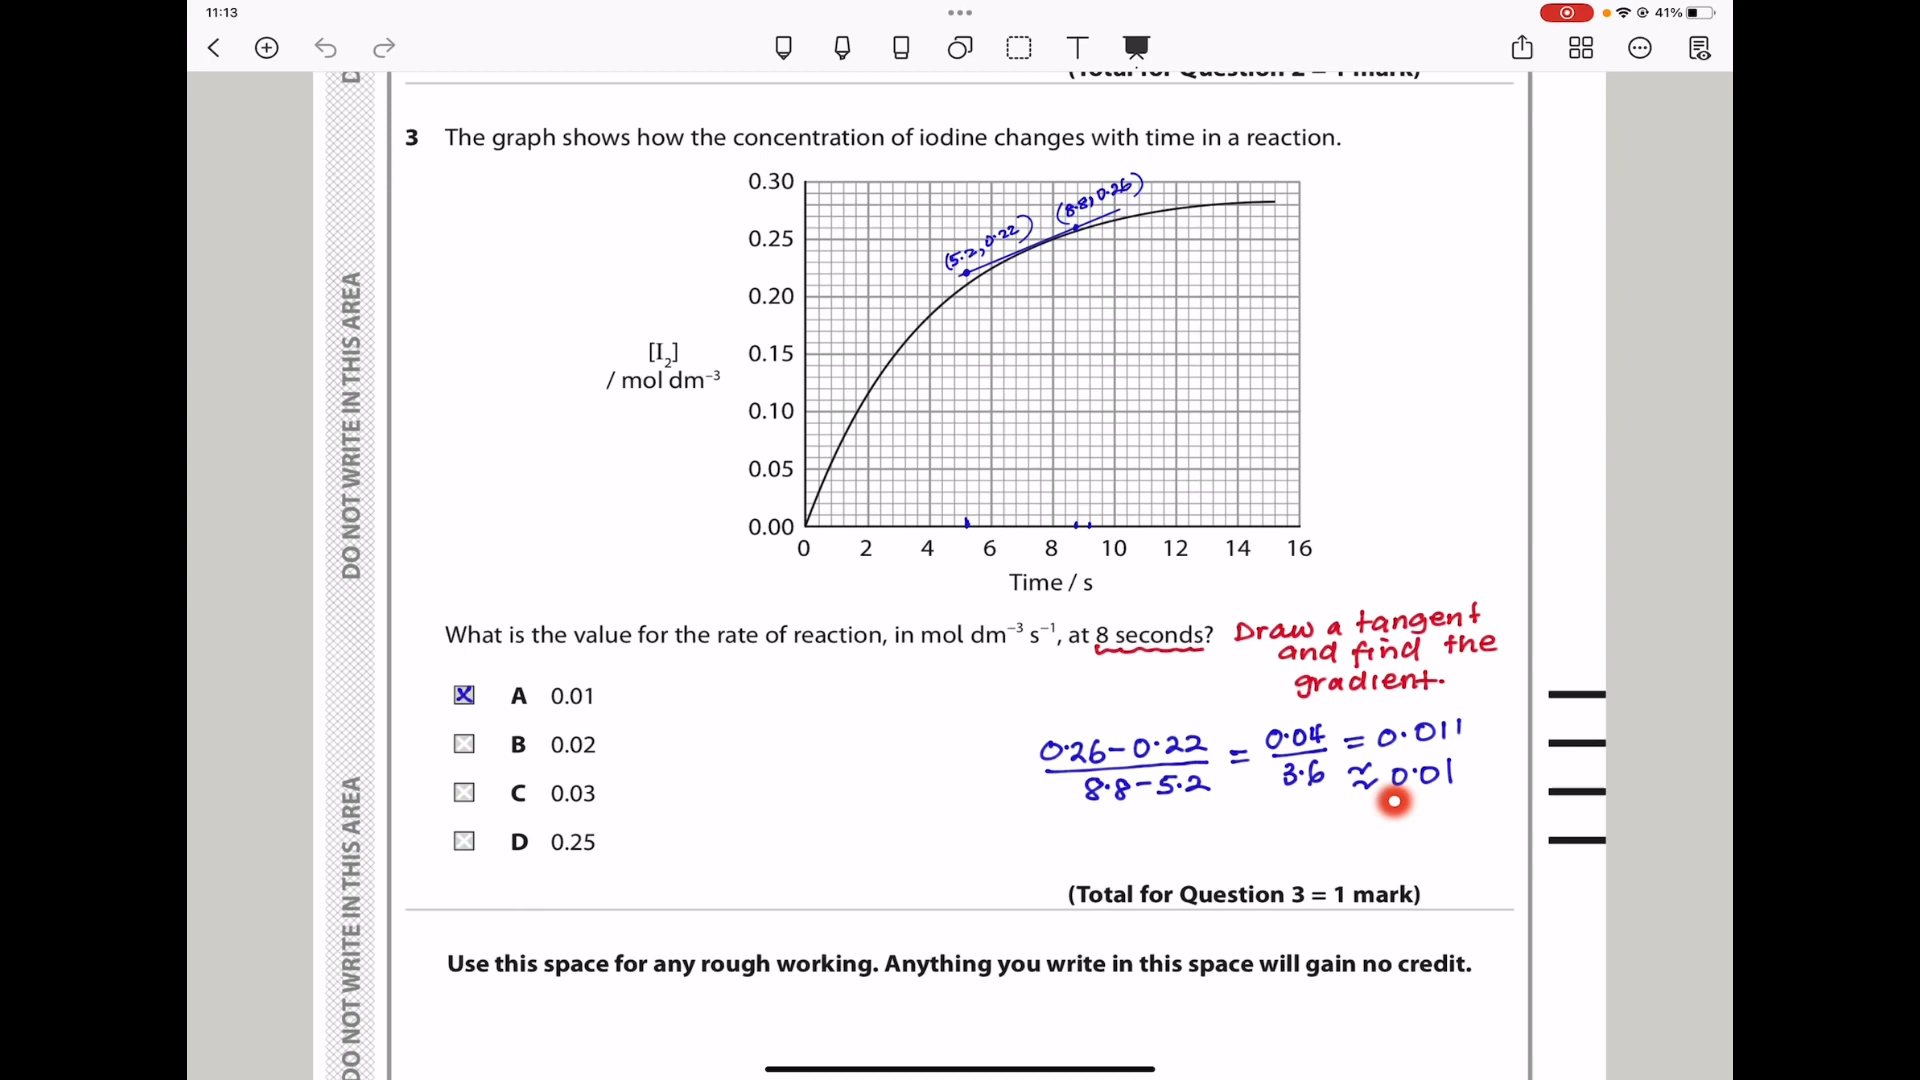 11:13
41%
(Total for Question 2 = 1 mark)
3 The graph shows how the concentration of iodine changes with time in a reaction.
0.30
0.25
0.20
0.15
0.10
0.05
0.00
[I₂]
/ mol dm⁻³
(5.2, 0.22)
(8.8, 0.26)
0 2 4 6 8 10 12 14 16
Time / s
What is the value for the rate of reaction, in mol dm⁻³ s⁻¹, at 8 seconds?
Draw a tangent
and find the
gradient.
A 0.01
B 0.02
C 0.03
D 0.25
0.26 - 0.22 / 8.8 - 5.2 = 0.04 / 3.6 = 0.011
≈ 0.01
(Total for Question 3 = 1 mark)
Use this space for any rough working. Anything you write in this space will gain no credit.
D
DO NOT WRITE IN THIS AREA
DO NOT WRITE IN THIS AREA